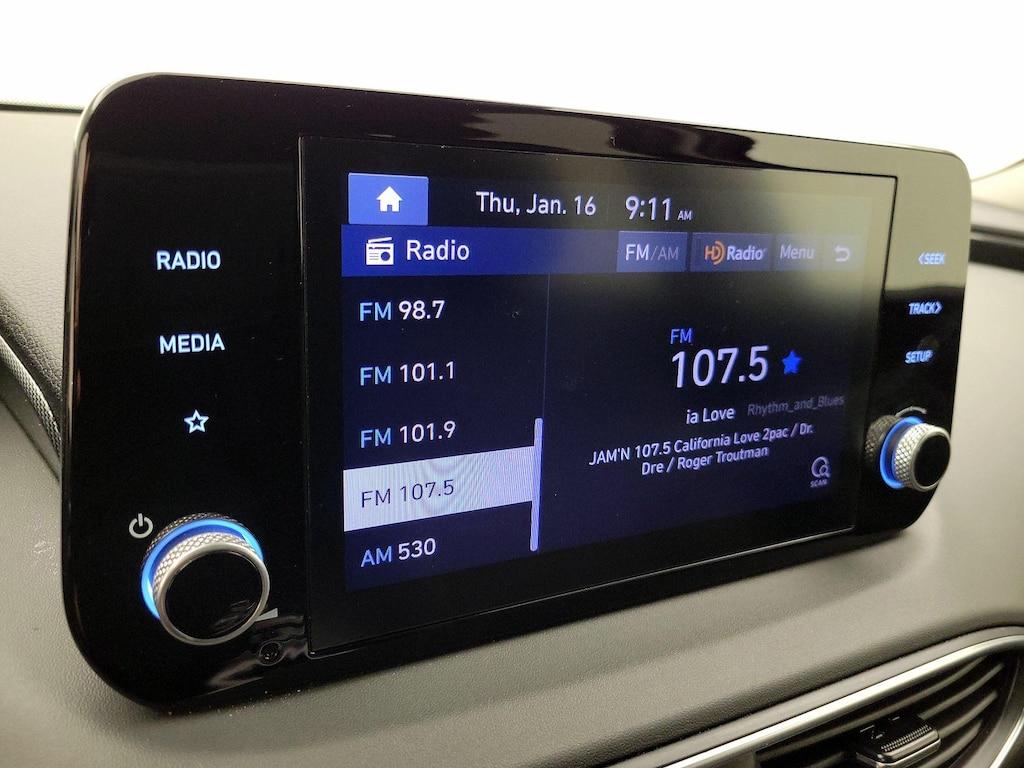 Thu, Jan. 16 9:11 AM
Radio FM/AM HD Radio Menu
RADIO
MEDIA
FM 98.7
FM 101.1
FM 101.9
FM 107.5
AM 530
FM
107.5
ia Love Rhythm_and_Blues
JAM'N 107.5 California Love 2pac / Dr.
Dre / Roger Troutman
SCAN
<SEEK
TRACK>
SETUP